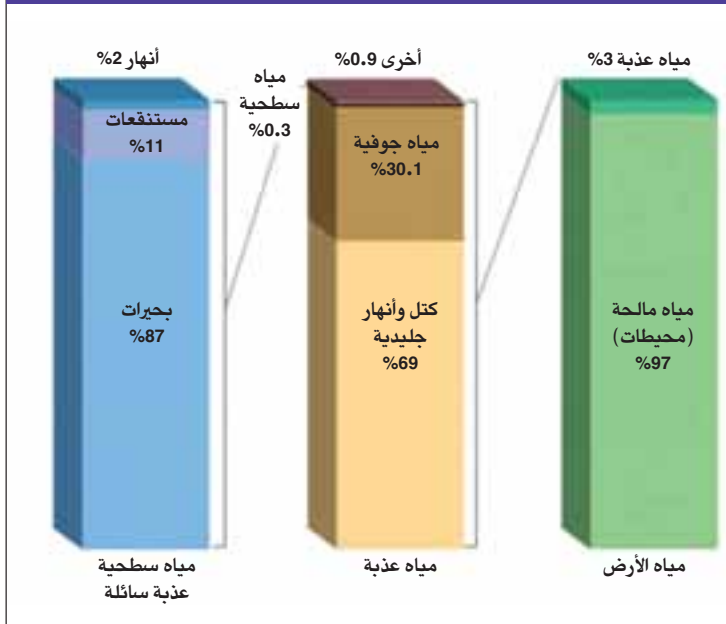 مياه عذبة 3%
مياه مالحة
(محيطات)
97%
مياه الأرض
أخرى 0.9%
مياه جوفية
30.1%
كتل وأنهار
جليدية
69%
مياه عذبة
مياه
سطحية
0.3%
أنهار 2%
مستنقعات
11%
بحيرات
87%
مياه سطحية
عذبة سائلة